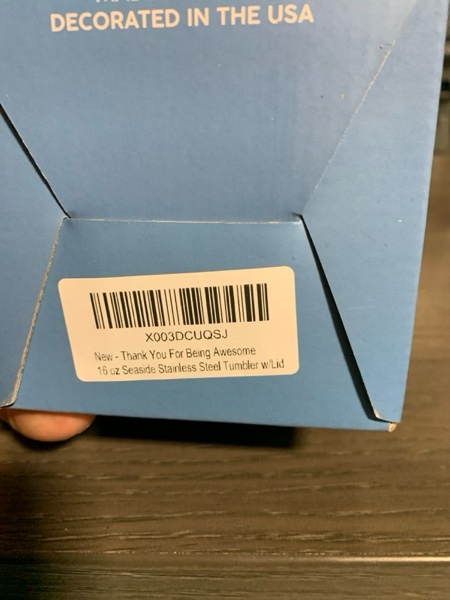 DECORATED IN THE USA
X003DCUQSJ
New - Thank You For Being Awesome
16 oz Seaside Stainless Steel Tumbler w/Lid